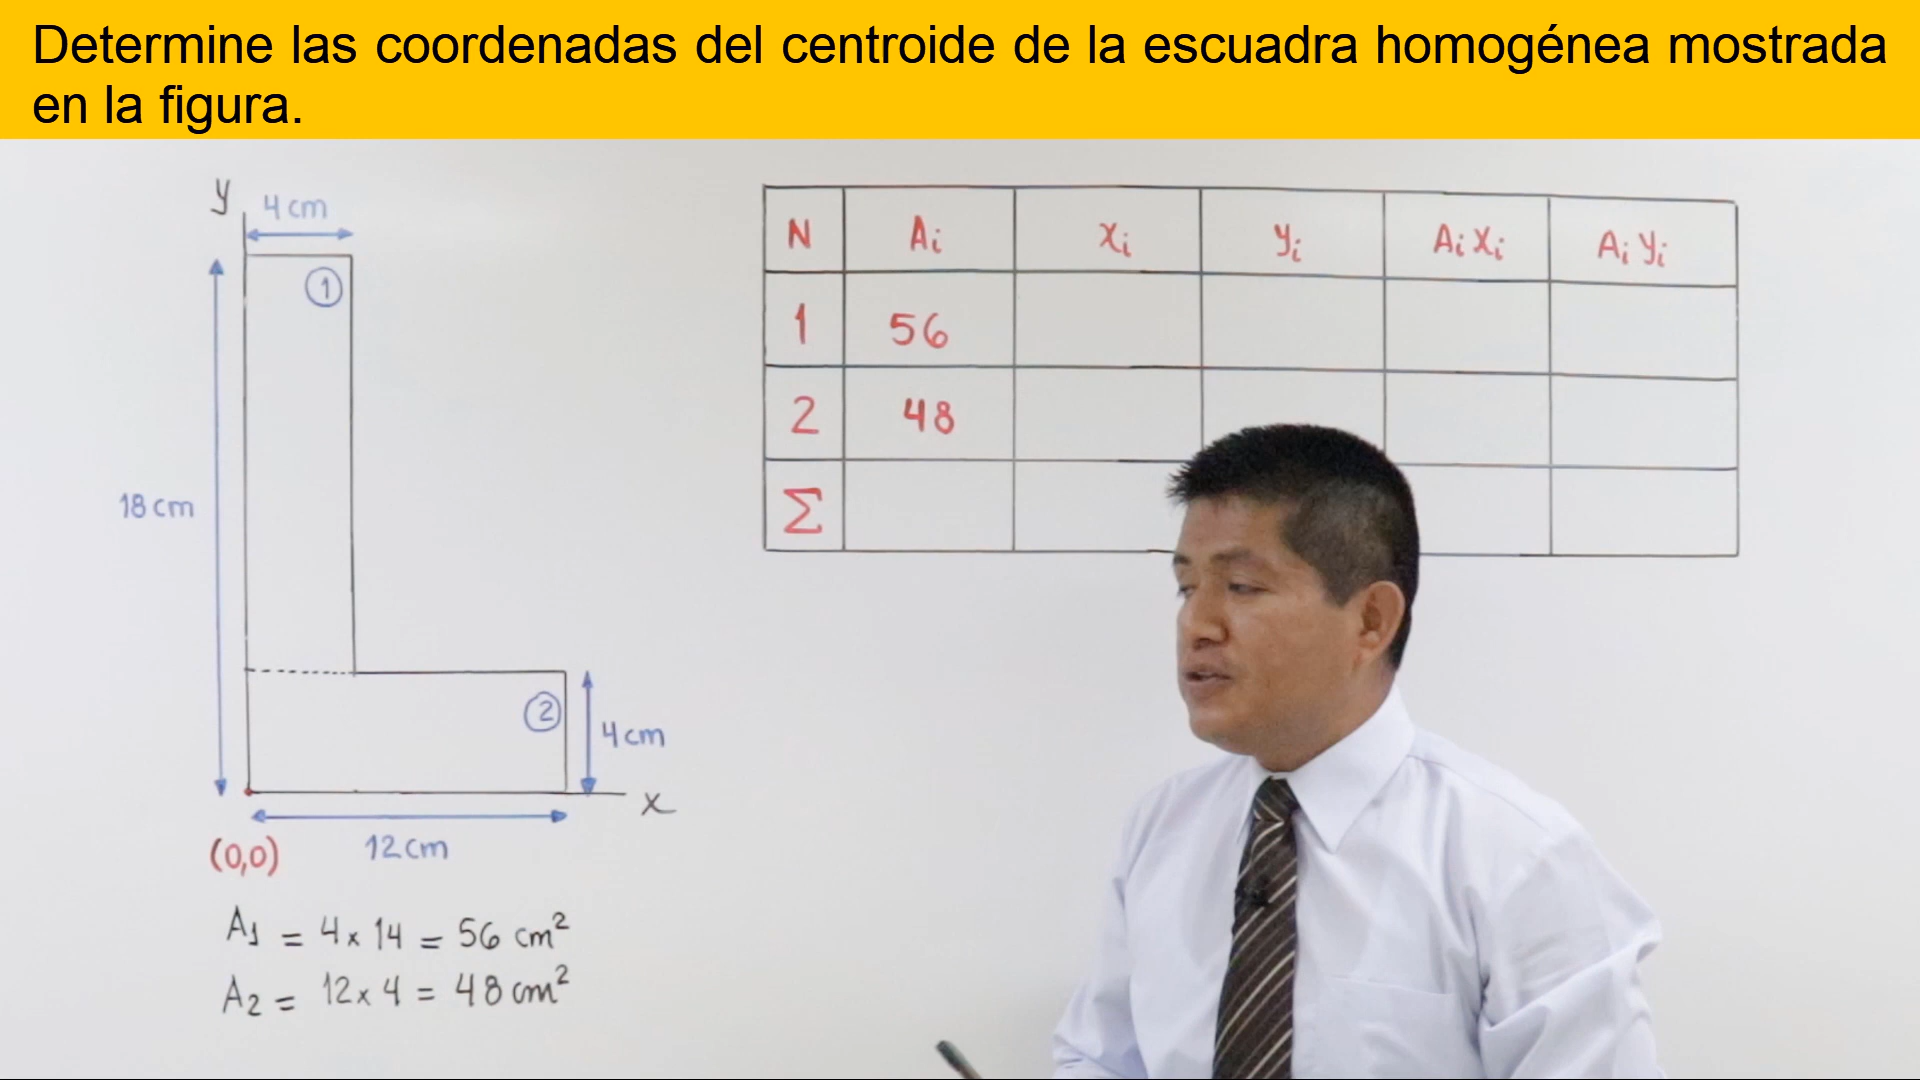 Determine las coordenadas del centroide de la escuadra homogénea mostrada
en la figura.
y
4 cm
1
18 cm
2
4 cm
x
(0,0)
12 cm
A₁ = 4 x 14 = 56 cm²
A₂ = 12 x 4 = 48 cm²
N Aᵢ xᵢ yᵢ Aᵢ xᵢ Aᵢ yᵢ
1 56
2 48
Σ